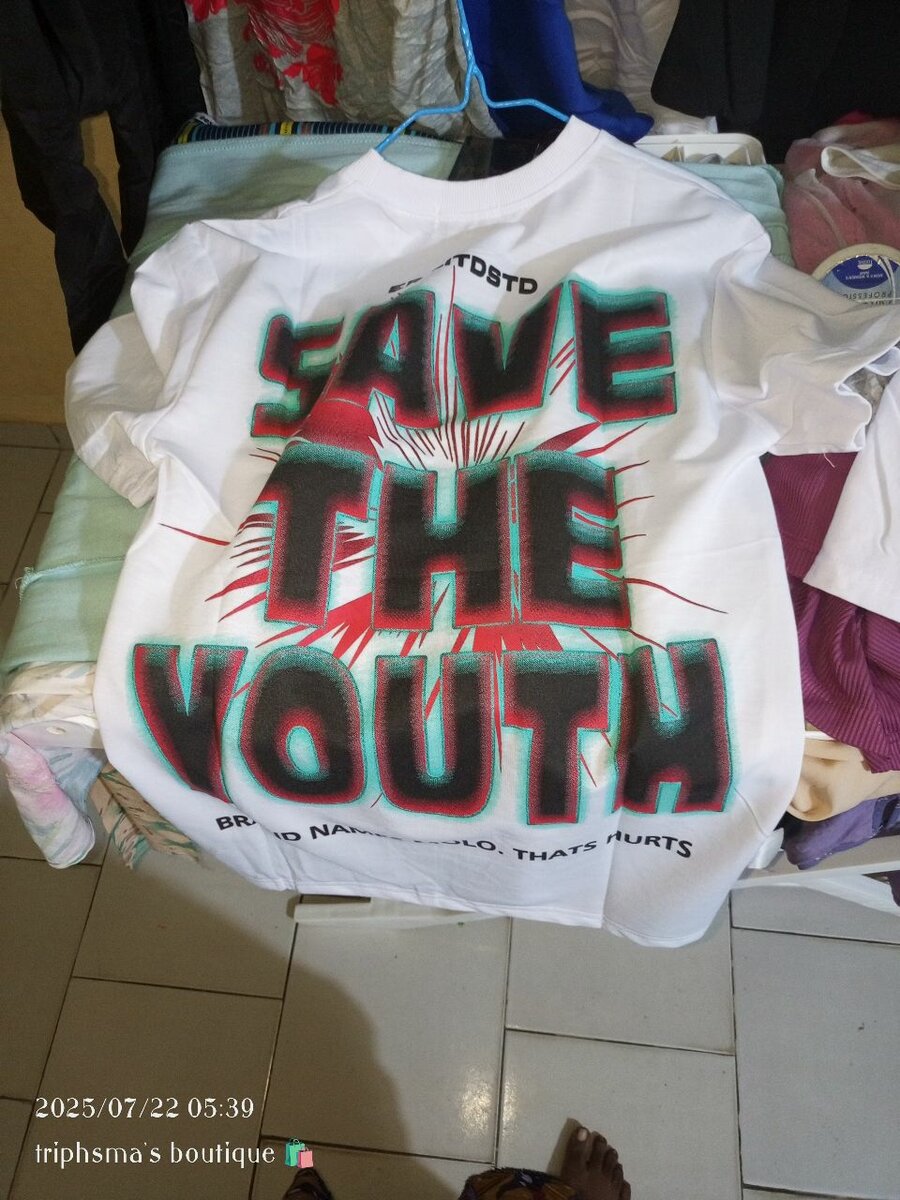 SAVE
THE
YOUTH
THATS HURTS
2025/07/22 05:39
triphsma's boutique 🛍️